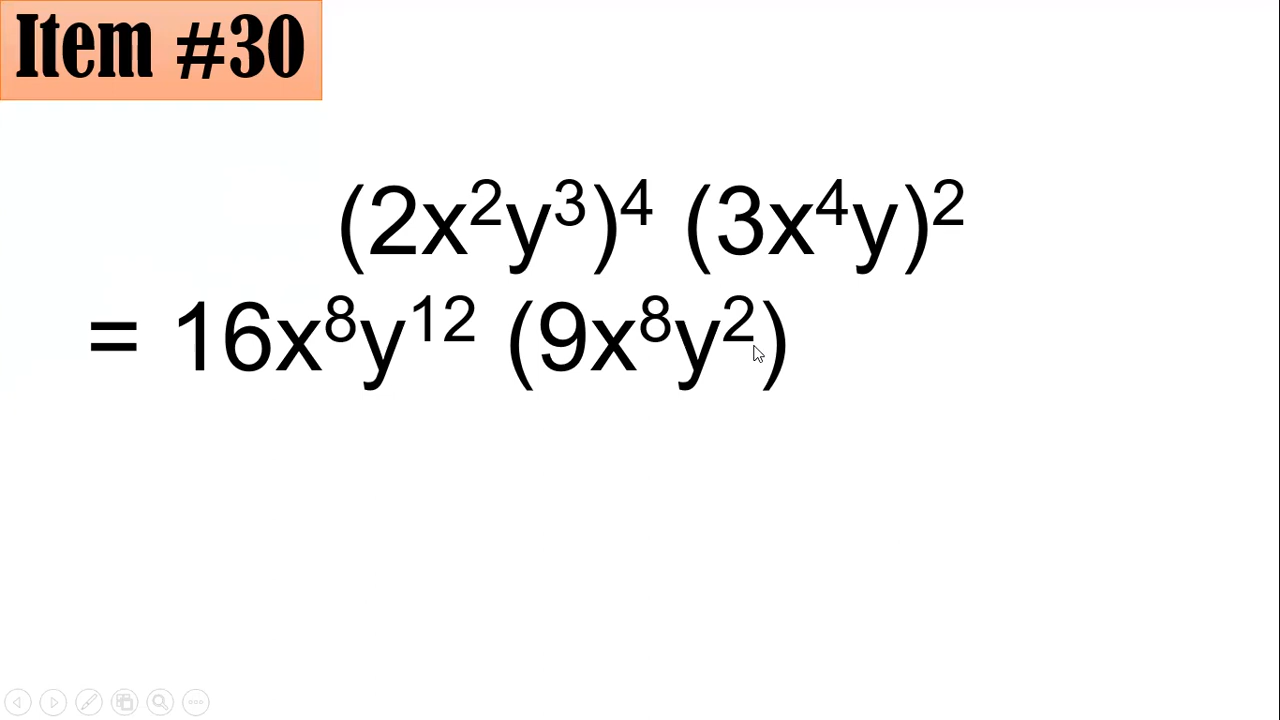 Item #30
(2x²y³)⁴ (3x⁴y)²
= 16x⁸y¹² (9x⁸y²)